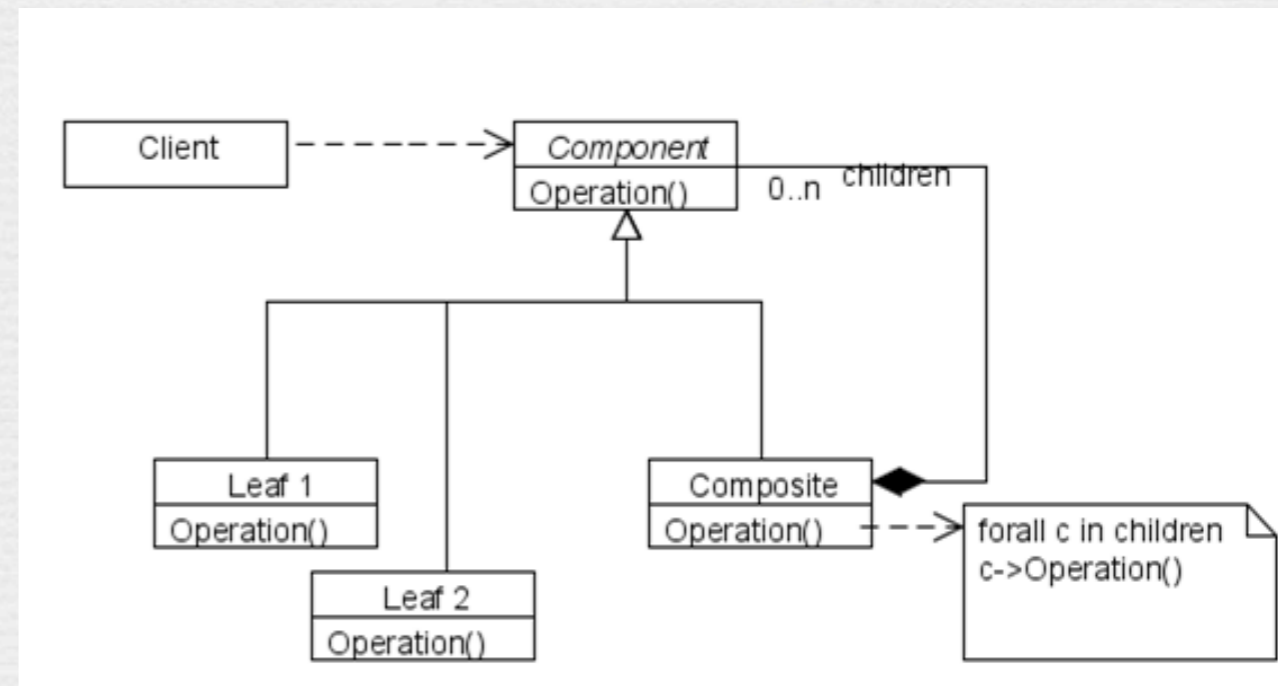 Client
Component
Operation()
0..n children
Leaf 1
Operation()
Leaf 2
Operation()
Composite
Operation()
forall c in children
c->Operation()